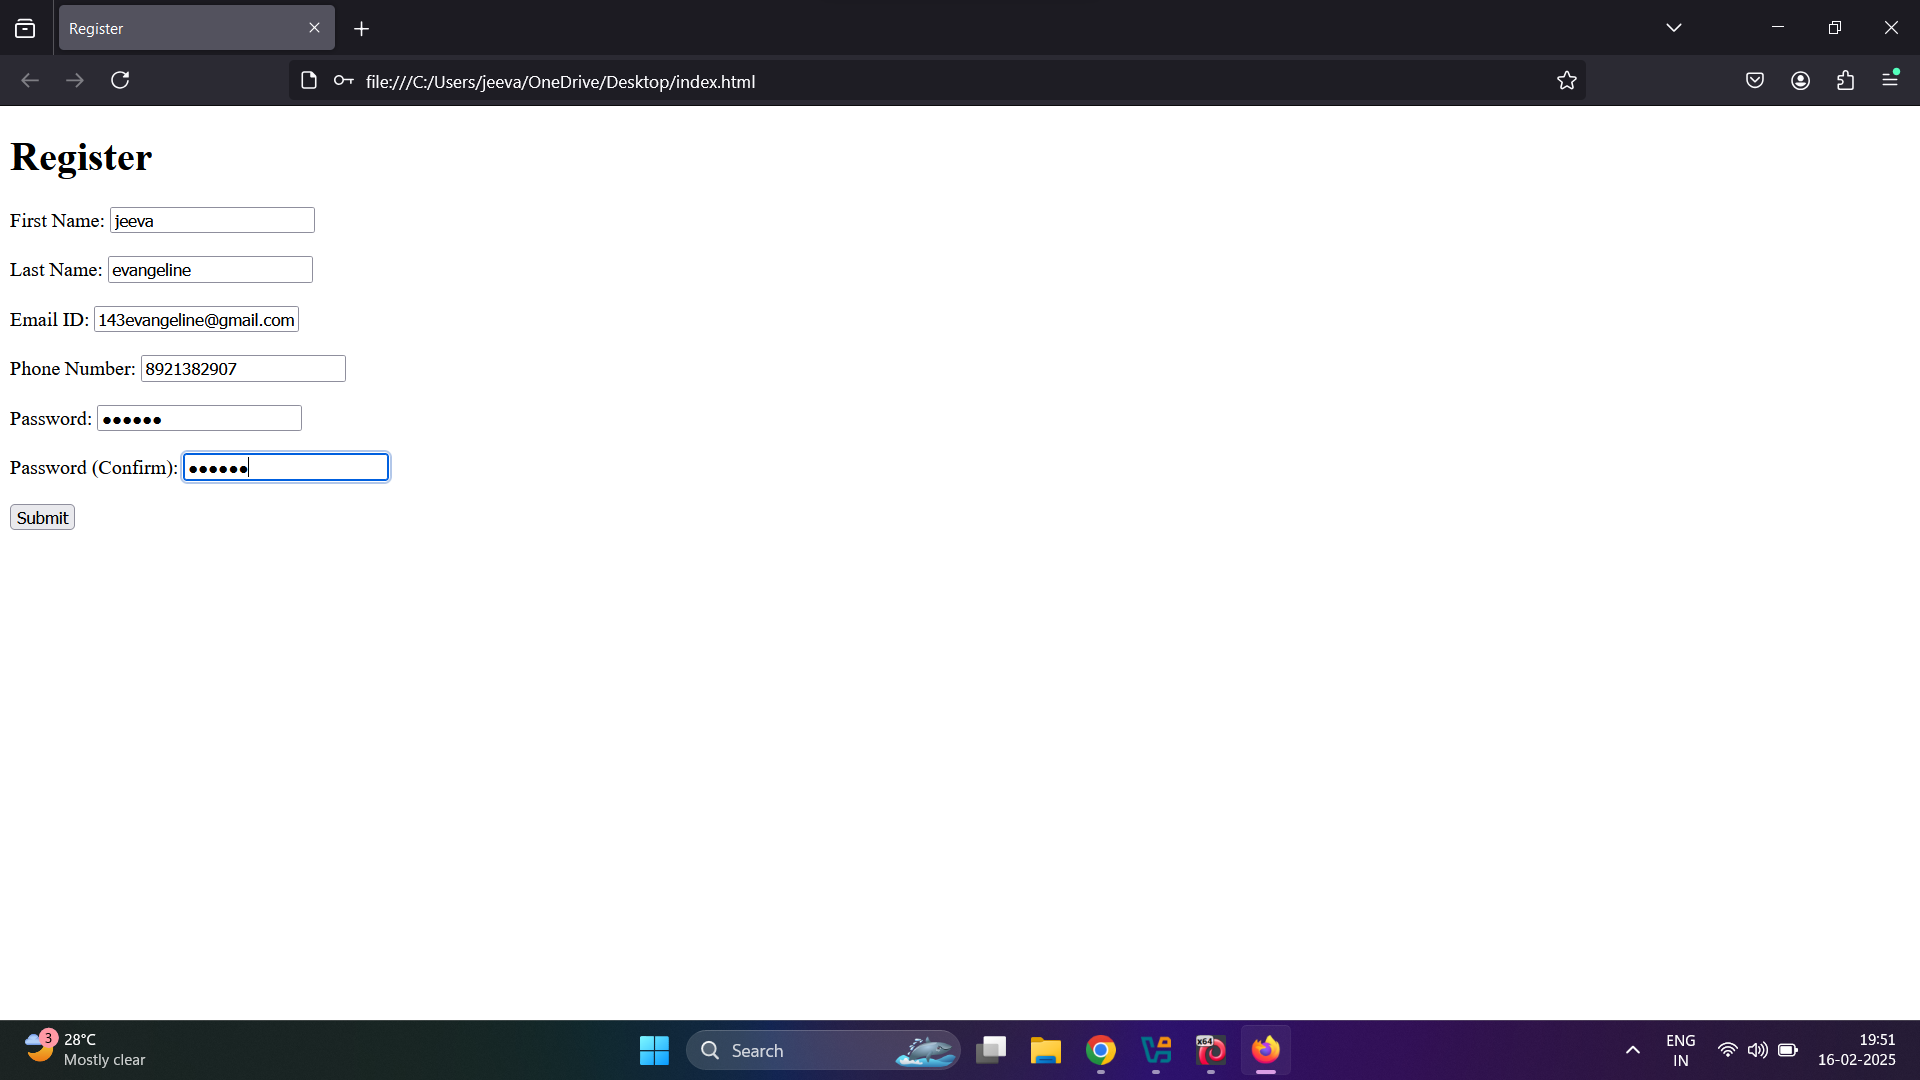 Register
file:///C:/Users/jeeva/OneDrive/Desktop/index.html
Register
First Name: jeeva
Last Name: evangeline
Email ID: 143evangeline@gmail.com
Phone Number: 8921382907
Password: ●●●●●●
Password (Confirm): ●●●●●●
Submit
3
28°C
Mostly clear
Search
x64
ENG
IN
19:51
16-02-2025